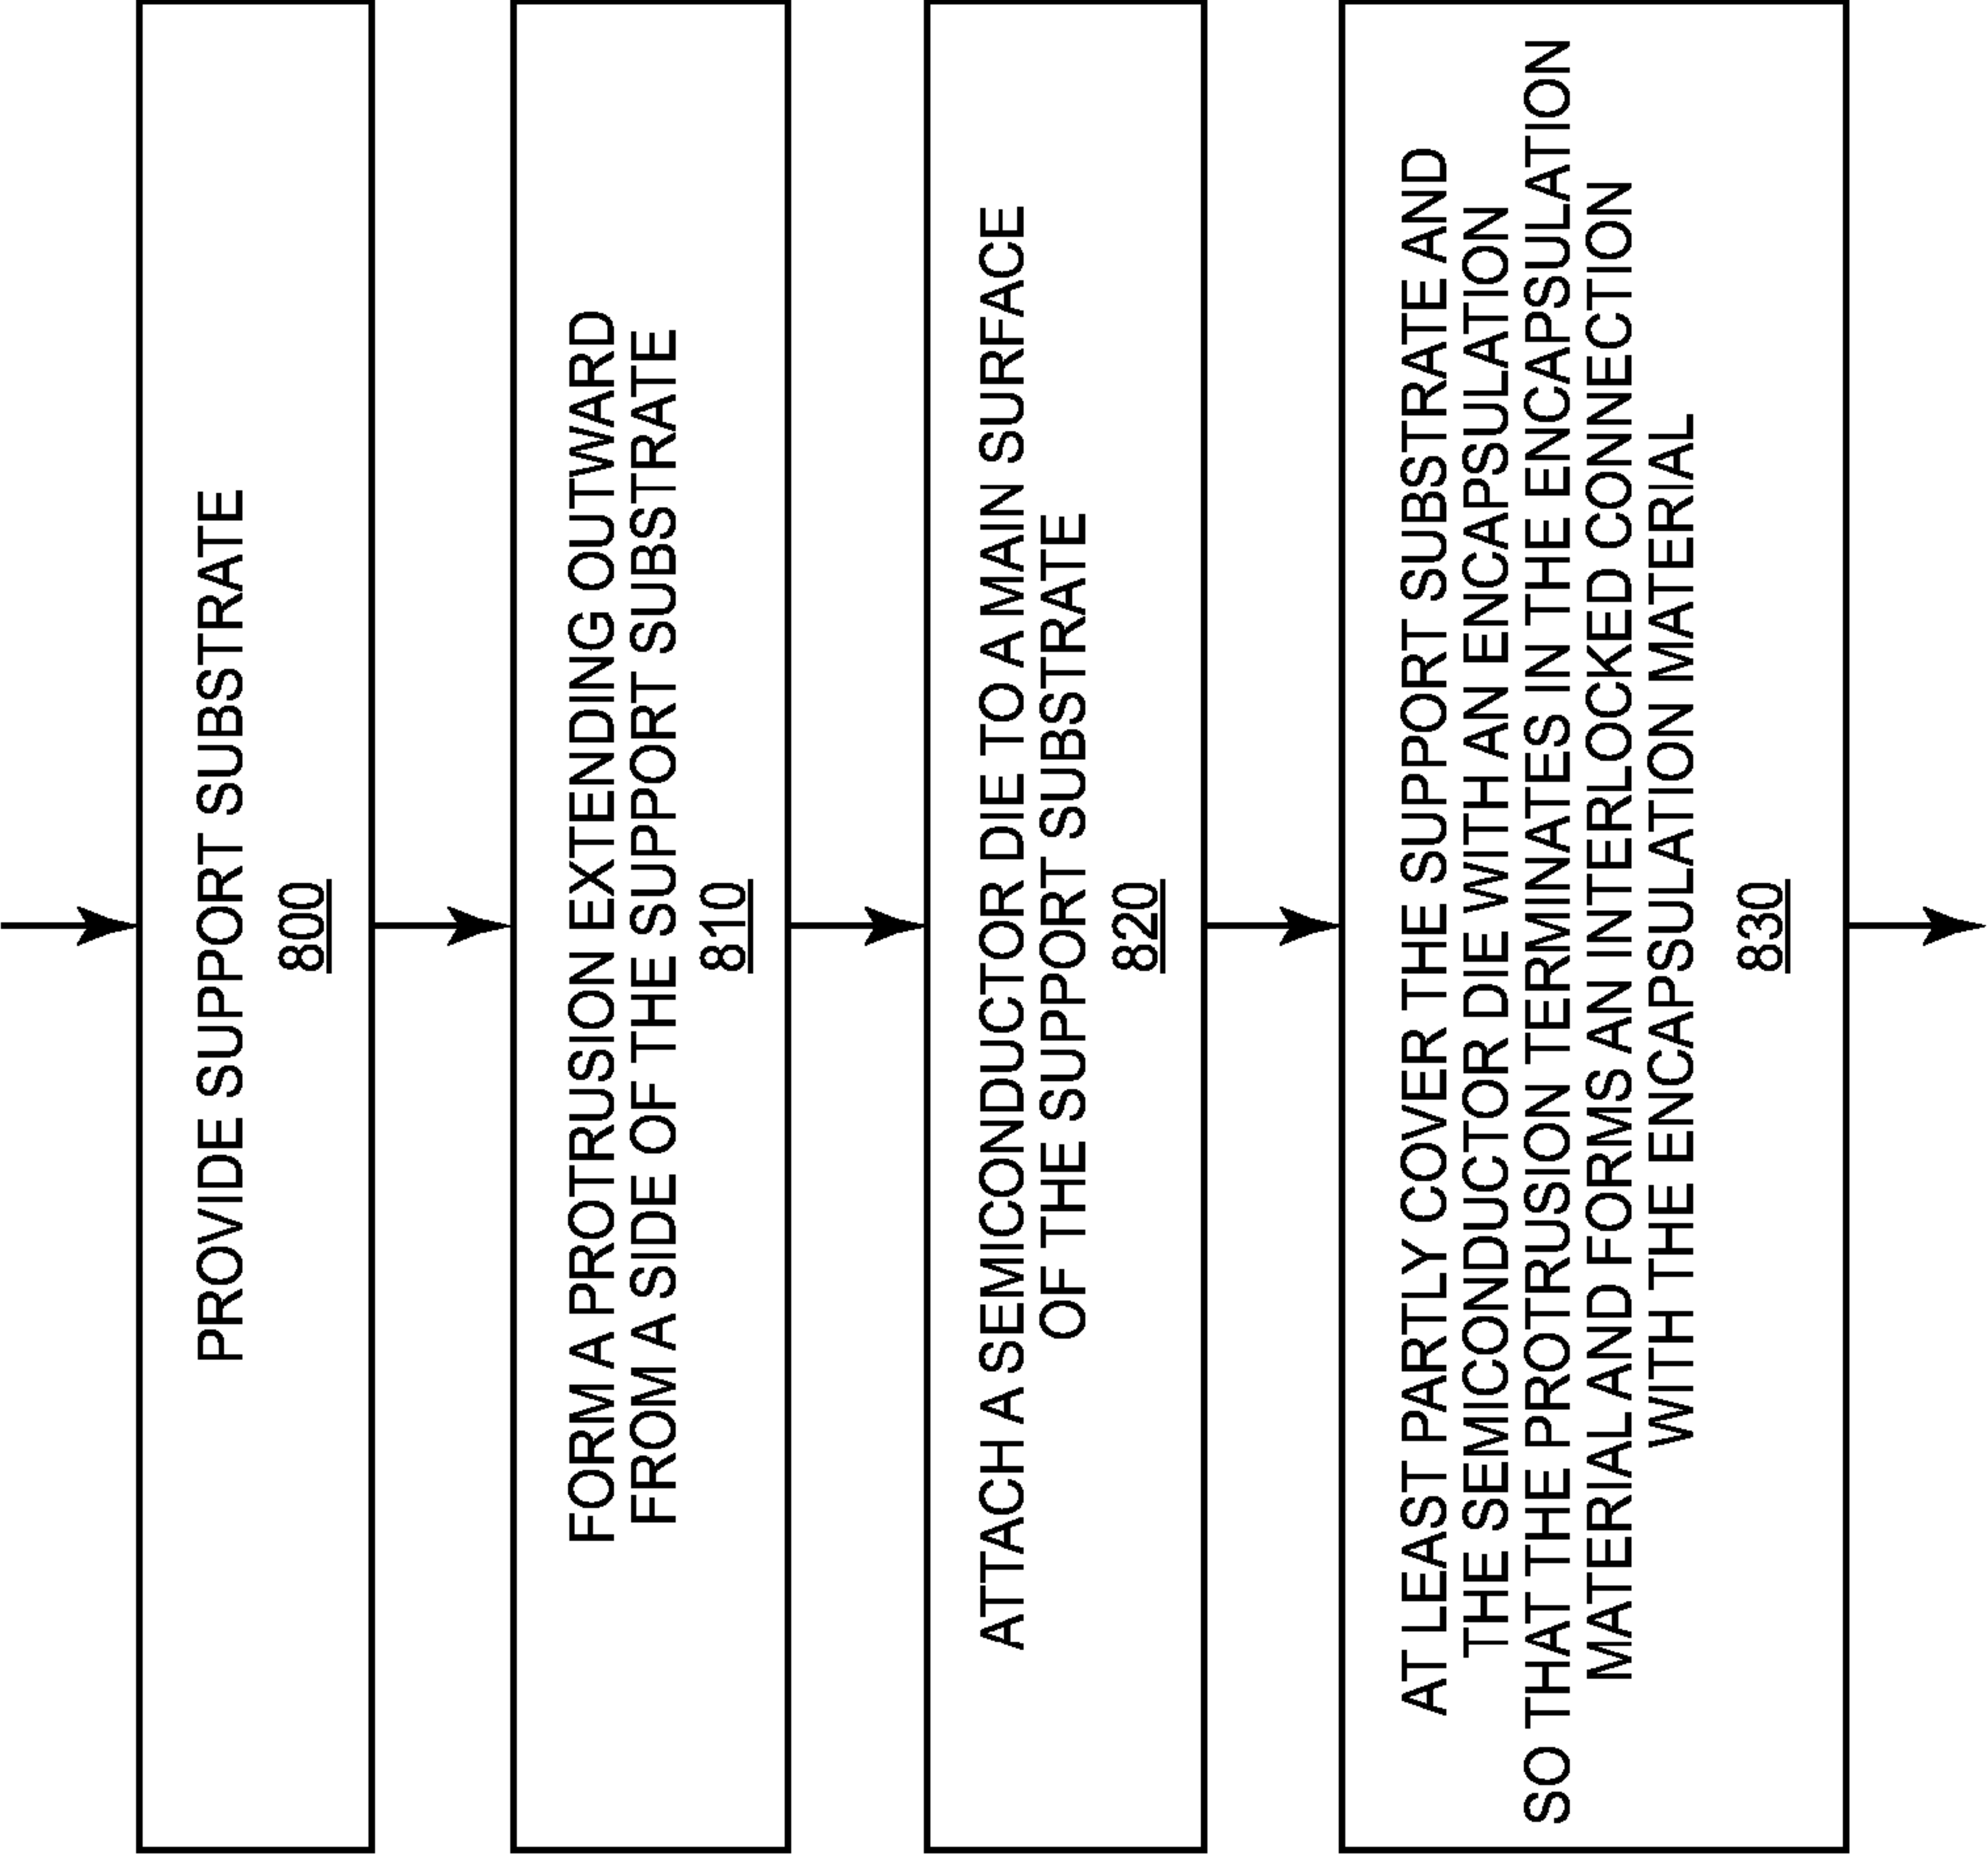 PROVIDE SUPPORT SUBSTRATE
800
FORM A PROTRUSION EXTENDING OUTWARD
FROM A SIDE OF THE SUPPORT SUBSTRATE
810
ATTACH A SEMICONDUCTOR DIE TO A MAIN SURFACE
OF THE SUPPORT SUBSTRATE
820
AT LEAST PARTLY COVER THE SUPPORT SUBSTRATE AND
THE SEMICONDUCTOR DIE WITH AN ENCAPSULATION
SO THAT THE PROTRUSION TERMINATES IN THE ENCAPSULATION
MATERIAL AND FORMS AN INTERLOCKED CONNECTION
WITH THE ENCAPSULATION MATERIAL
830